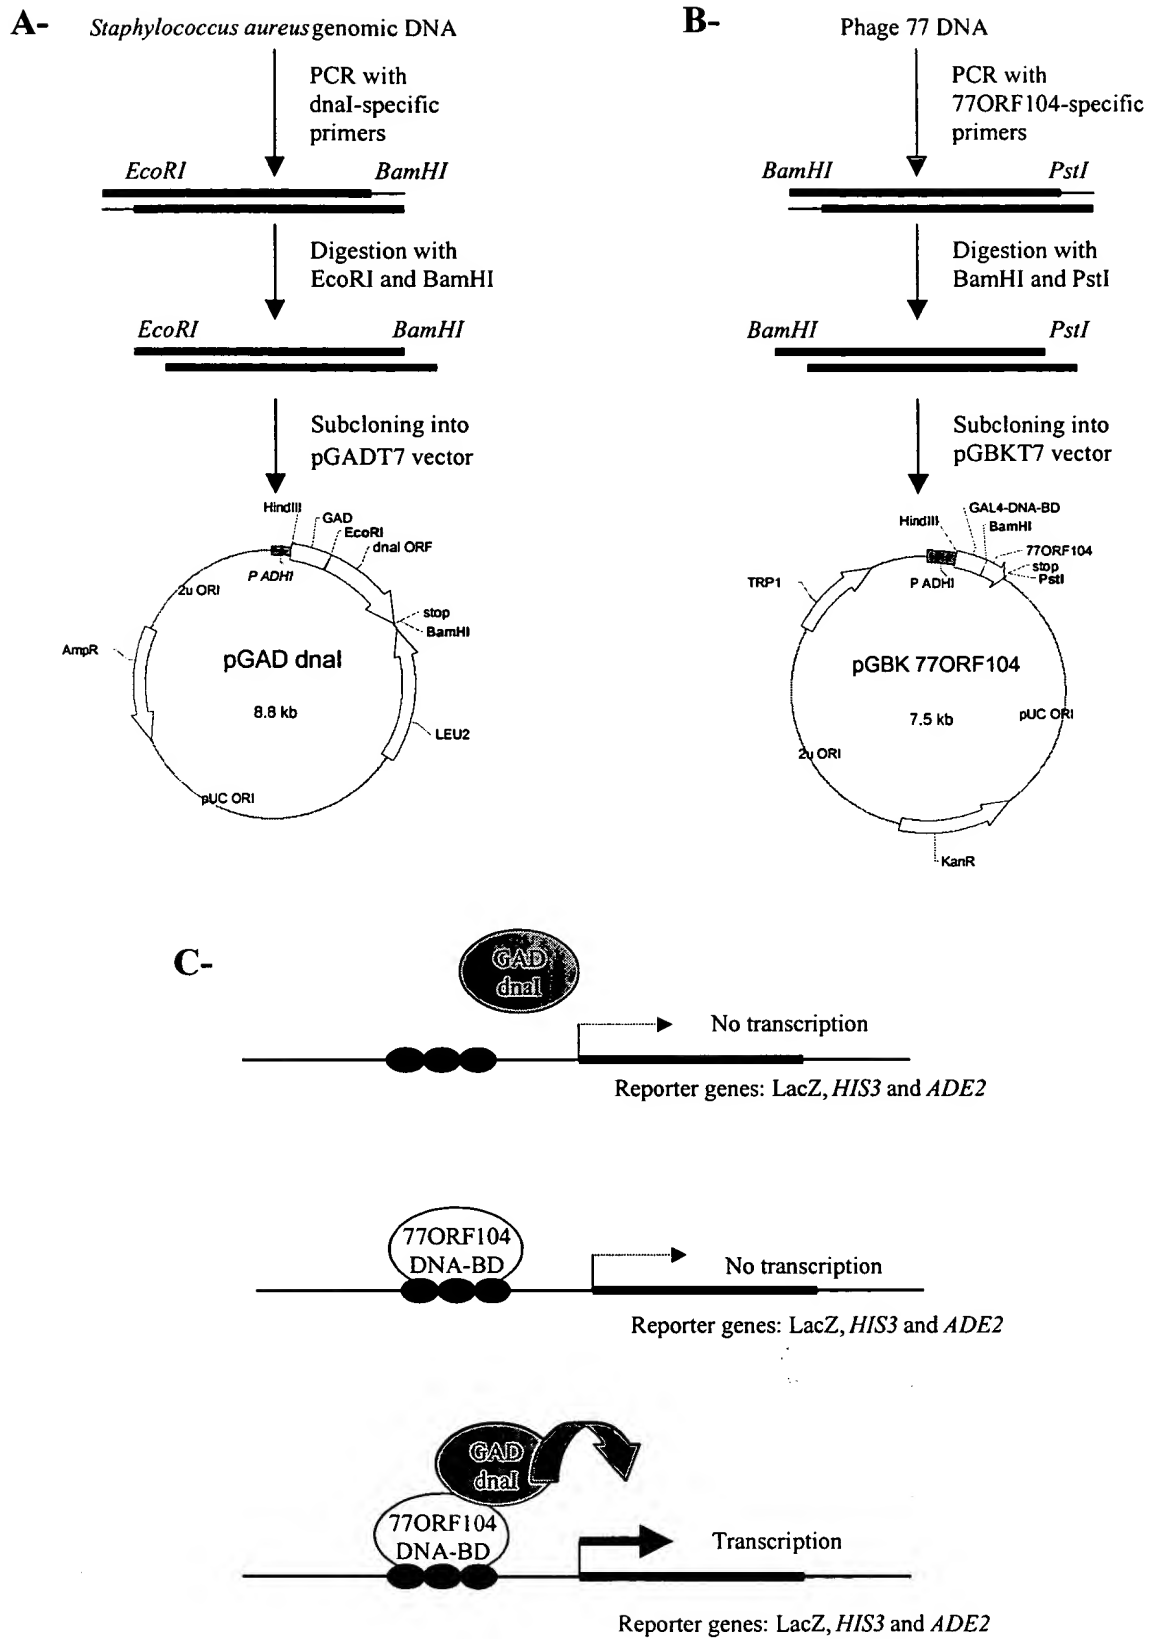 A-
Staphylococcus aureus genomic DNA
PCR with
dnaI-specific
primers
EcoRI BamHI
Digestion with
EcoRI and BamHI
EcoRI BamHI
Subcloning into
pGADT7 vector
HindIII
GAD
EcoRI
dnaI ORF
P ADHI
2u ORI
stop
BamHI
AmpR
pGAD dnaI
8.8 kb
LEU2
pUC ORI
B-
Phage 77 DNA
PCR with
77ORF104-specific
primers
BamHI PstI
Digestion with
BamHI and PstI
BamHI PstI
Subcloning into
pGBKT7 vector
GAL4-DNA-BD
HindIII
BamHI
77ORF104
stop
PstI
P ADHI
TRP1
pGBK 77ORF104
7.5 kb
pUC ORI
2u ORI
KanR
C-
GAD
dnaI
No transcription
Reporter genes: LacZ, HIS3 and ADE2
77ORF104
DNA-BD
No transcription
Reporter genes: LacZ, HIS3 and ADE2
GAD
dnaI
77ORF104
DNA-BD
Transcription
Reporter genes: LacZ, HIS3 and ADE2